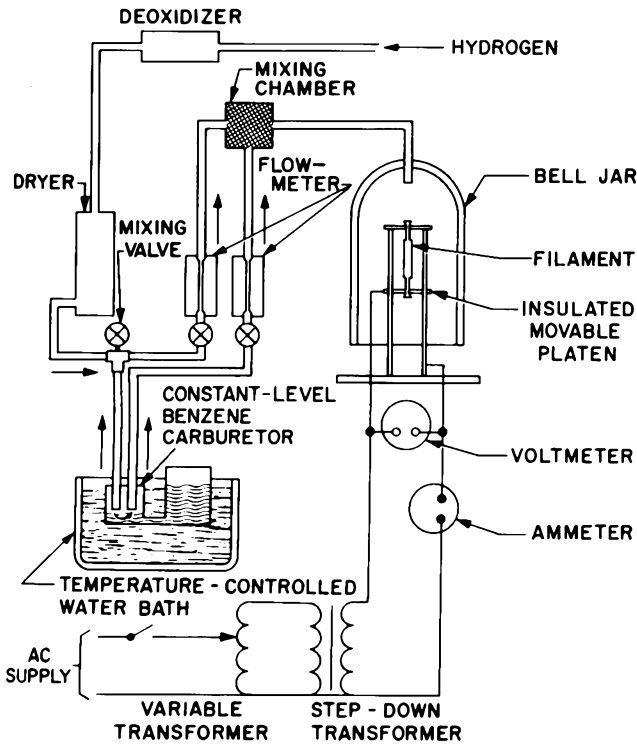 DEOXIDIZER
HYDROGEN
MIXING
CHAMBER
FLOW-
METER
DRYER
MIXING
VALVE
BELL JAR
FILAMENT
INSULATED
MOVABLE
PLATEN
CONSTANT-LEVEL
BENZENE
CARBURETOR
VOLTMETER
AMMETER
TEMPERATURE-CONTROLLED
WATER BATH
AC
SUPPLY
VARIABLE
TRANSFORMER
STEP-DOWN
TRANSFORMER